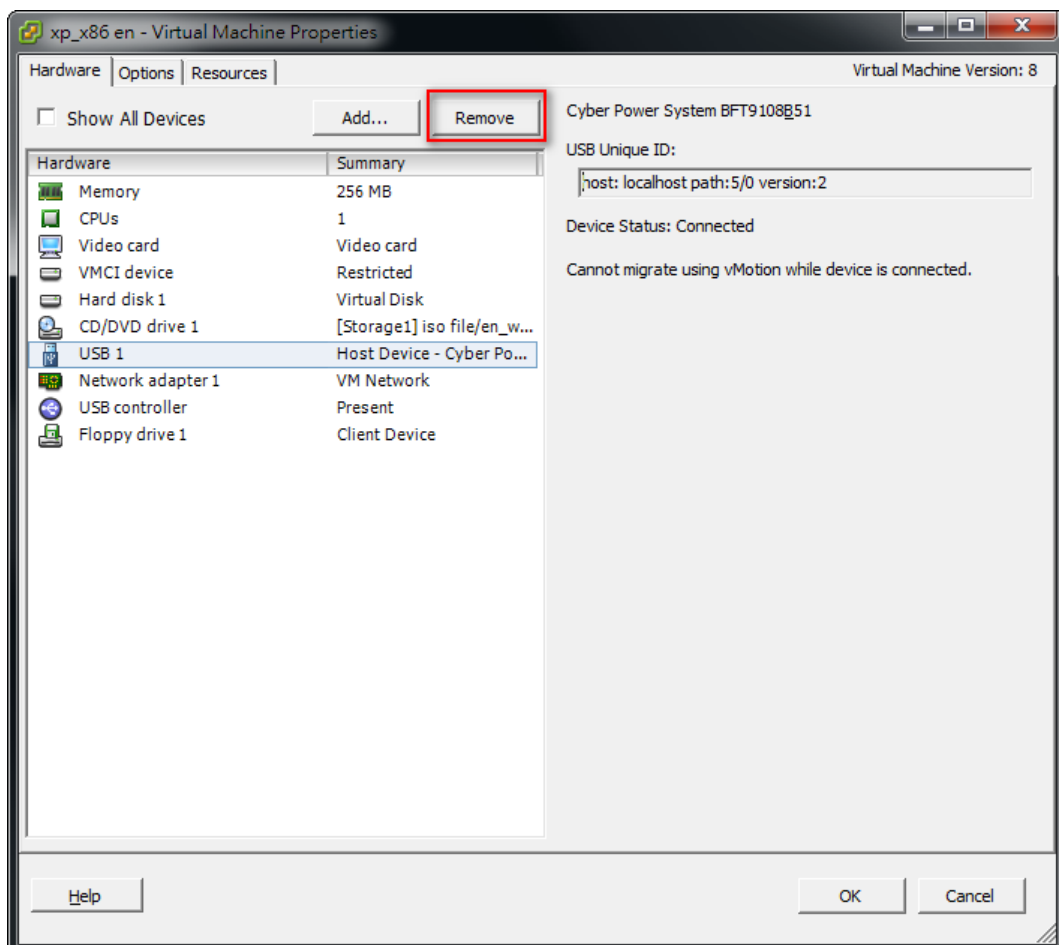 xp_x86 en - Virtual Machine Properties
Hardware Options Resources Virtual Machine Version: 8
Show All Devices Add... Remove
Hardware Summary
Memory 256 MB
CPUs 1
Video card Video card
VMCI device Restricted
Hard disk 1 Virtual Disk
CD/DVD drive 1 [Storage1] iso file/en_w...
USB 1 Host Device - Cyber Po...
Network adapter 1 VM Network
USB controller Present
Floppy drive 1 Client Device
Cyber Power System BFT9108B51
USB Unique ID:
host: localhost path:5/0 version:2
Device Status: Connected
Cannot migrate using vMotion while device is connected.
Help OK Cancel